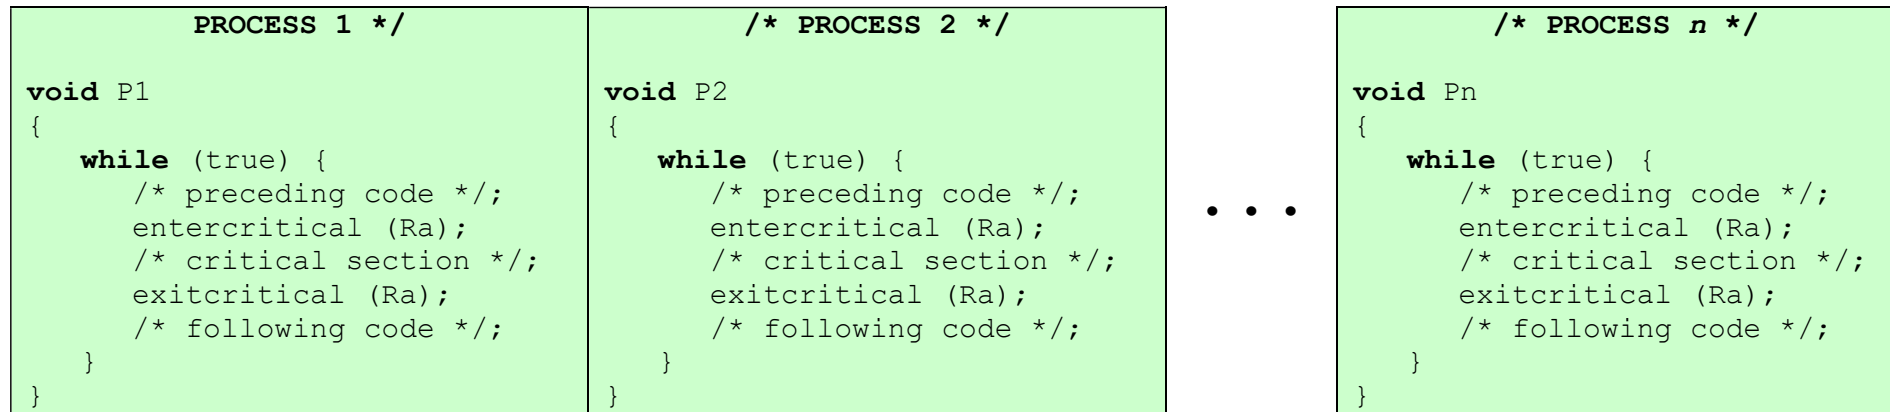 PROCESS 1 */
void P1
{
while (true) {
/* preceding code */;
entercritical (Ra);
/* critical section */;
exitcritical (Ra);
/* following code */;
}
}
/* PROCESS 2 */
void P2
{
while (true) {
/* preceding code */;
entercritical (Ra);
/* critical section */;
exitcritical (Ra);
/* following code */;
}
}
• • •
/* PROCESS n */
void Pn
{
while (true) {
/* preceding code */;
entercritical (Ra);
/* critical section */;
exitcritical (Ra);
/* following code */;
}
}